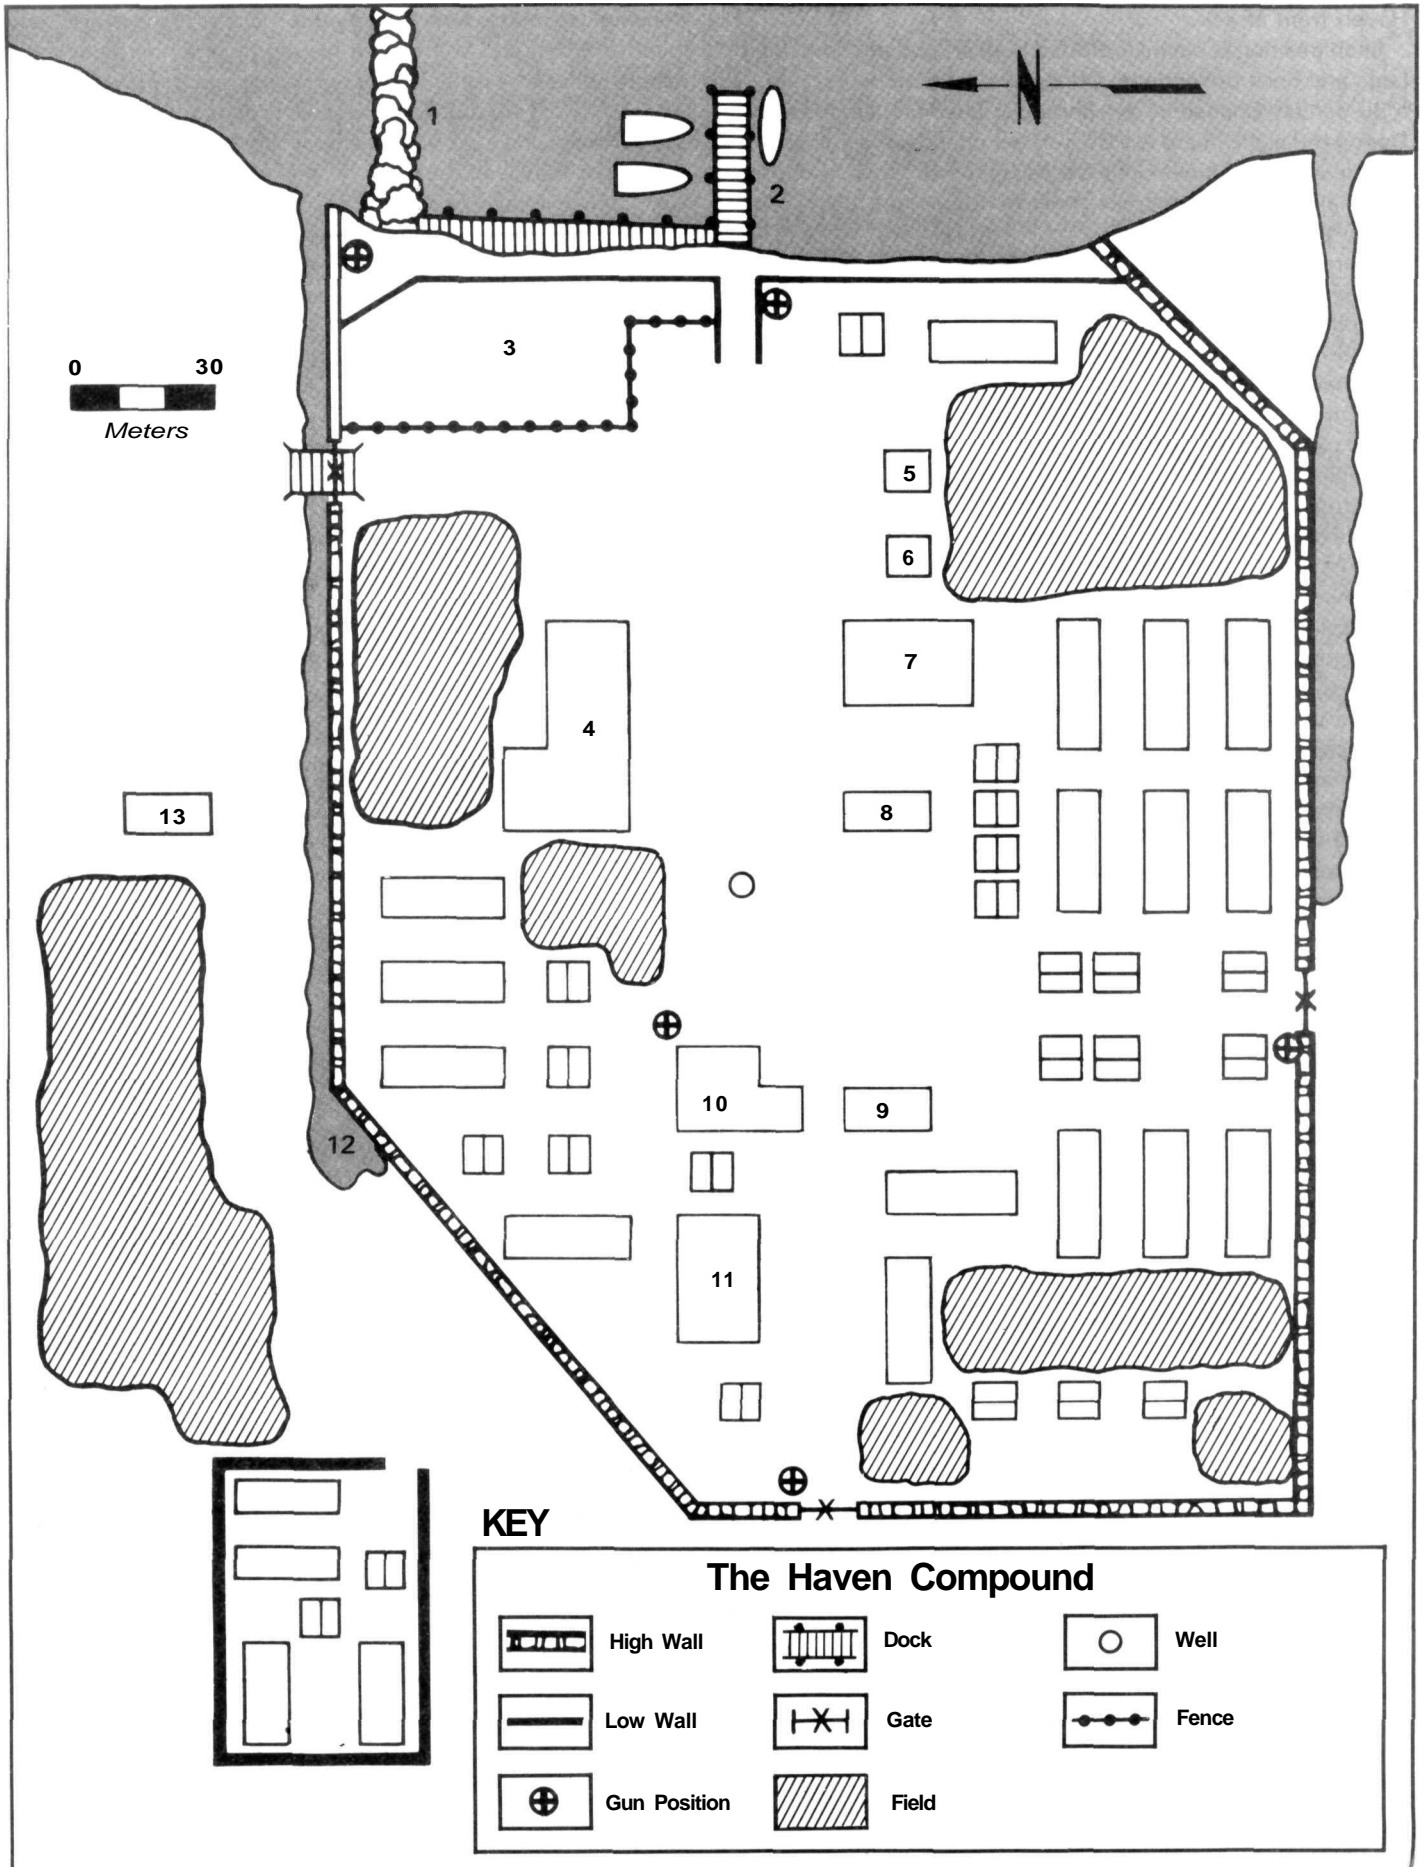 1
N
2
0 30
Meters
3
5
6
7
4
8
13
10
9
12
11
KEY
The Haven Compound
High Wall
Dock
Well
Low Wall
Gate
Fence
Gun Position
Field